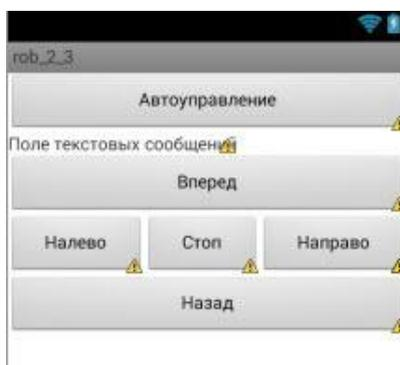 rob_2_3
Автоуправление
Поле текстовых сообщений
Вперед
Налево Стоп Направо
Назад